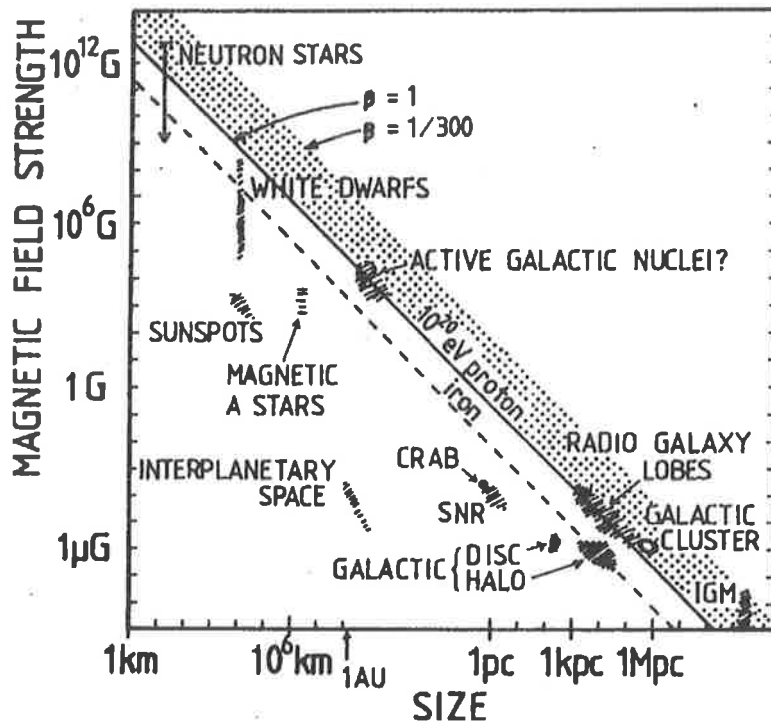 MAGNETIC FIELD STRENGTH
10¹²G
10⁶G
1G
1μG
NEUTRON STARS
β = 1
β = 1/300
WHITE DWARFS
ACTIVE GALACTIC NUCLEI?
SUNSPOTS
MAGNETIC
A STARS
10²⁰
eV proton
iron
INTERPLANETARY
SPACE
CRAB
SNR
RADIO GALAXY
LOBES
GALACTIC
CLUSTER
GALACTIC { DISC
HALO
IGM
1km
10⁶km
1AU
1pc
1kpc
1Mpc
SIZE